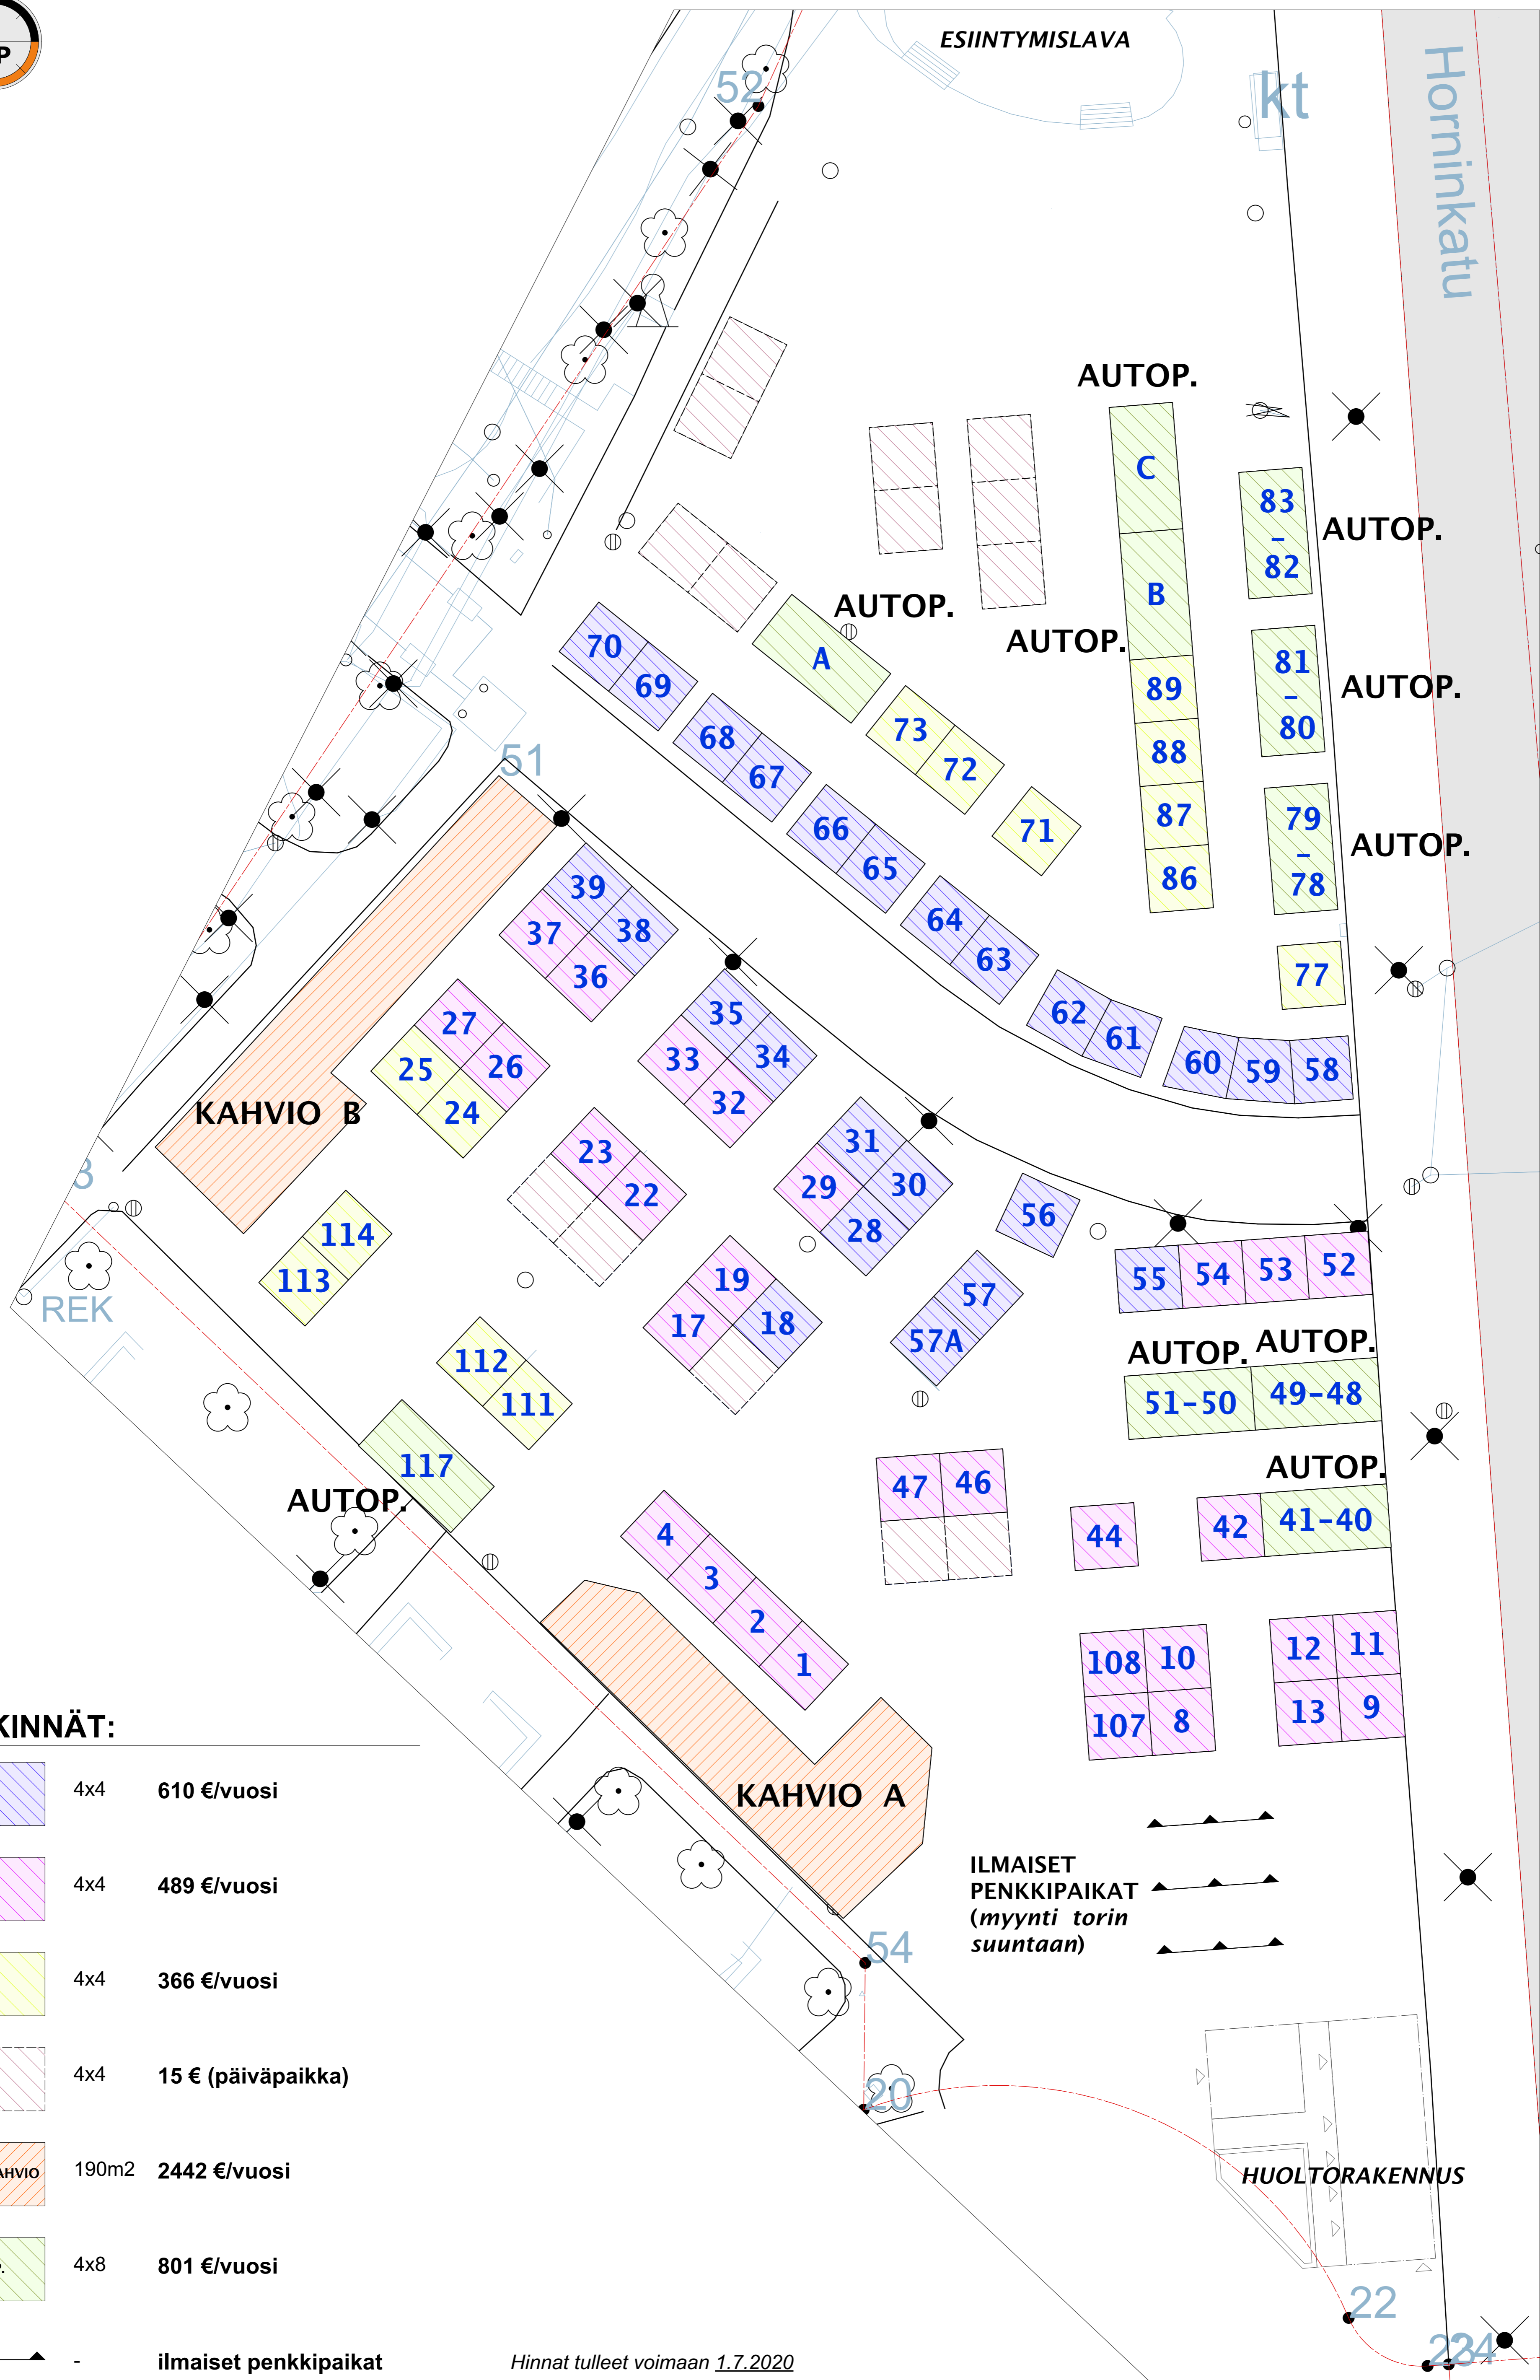 P
ESIINTYMISLAVA
52
kt
Horninkatu
AUTOP.
C
83
-
82
AUTOP.
B
AUTOP.
AUTOP.
A
70
69
81
-
80
AUTOP.
89
68
67
73
72
88
51
66
65
71
87
79
-
78
AUTOP.
86
39
38
37
36
64
63
77
27
26
25
24
35
34
33
32
62
61
60
59
58
KAHVIO B
3
23
22
31
30
29
28
56
114
113
REK
19
18
17
57
57A
55
54
53
52
AUTOP.
AUTOP.
112
111
51-50
49-48
117
AUTOP.
47
46
AUTOP.
44
42
41-40
4
3
2
1
108
10
107
8
12
11
13
9
KAHVIO A
ILMAISET
PENKKIPAIKAT
(myynti torin
suuntaan)
54
20
HUOLTORAKENNUS
22
23
24
KINNÄT:
4x4 610 €/vuosi
4x4 489 €/vuosi
4x4 366 €/vuosi
4x4 15 € (päiväpaikka)
AHVIO 190m2 2442 €/vuosi
P. 4x8 801 €/vuosi
- ilmaiset penkkipaikat
Hinnat tulleet voimaan 1.7.2020